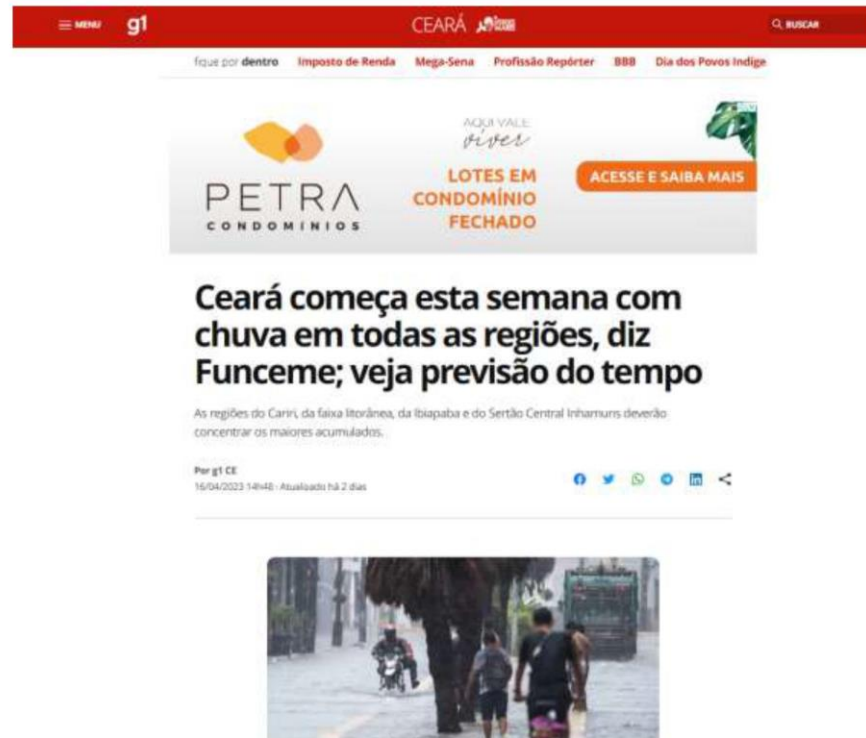 MENU g1 CEARÁ BUSCAR
fique por dentro Imposto de Renda Mega-Sena Profissão Repórter BBB Dia dos Povos Indíge
AQUI VALE
viver
PETRA
CONDOMÍNIOS
LOTES EM
CONDOMÍNIO
FECHADO
ACESSE E SAIBA MAIS
Ceará começa esta semana com
chuva em todas as regiões, diz
Funceme; veja previsão do tempo
As regiões do Cariri, da faixa litorânea, da Ibiapaba e do Sertão Central Inhamuns deverão
concentrar os maiores acumulados.
Por g1 CE
16/04/2023 14h48 · Atualizado há 2 dias